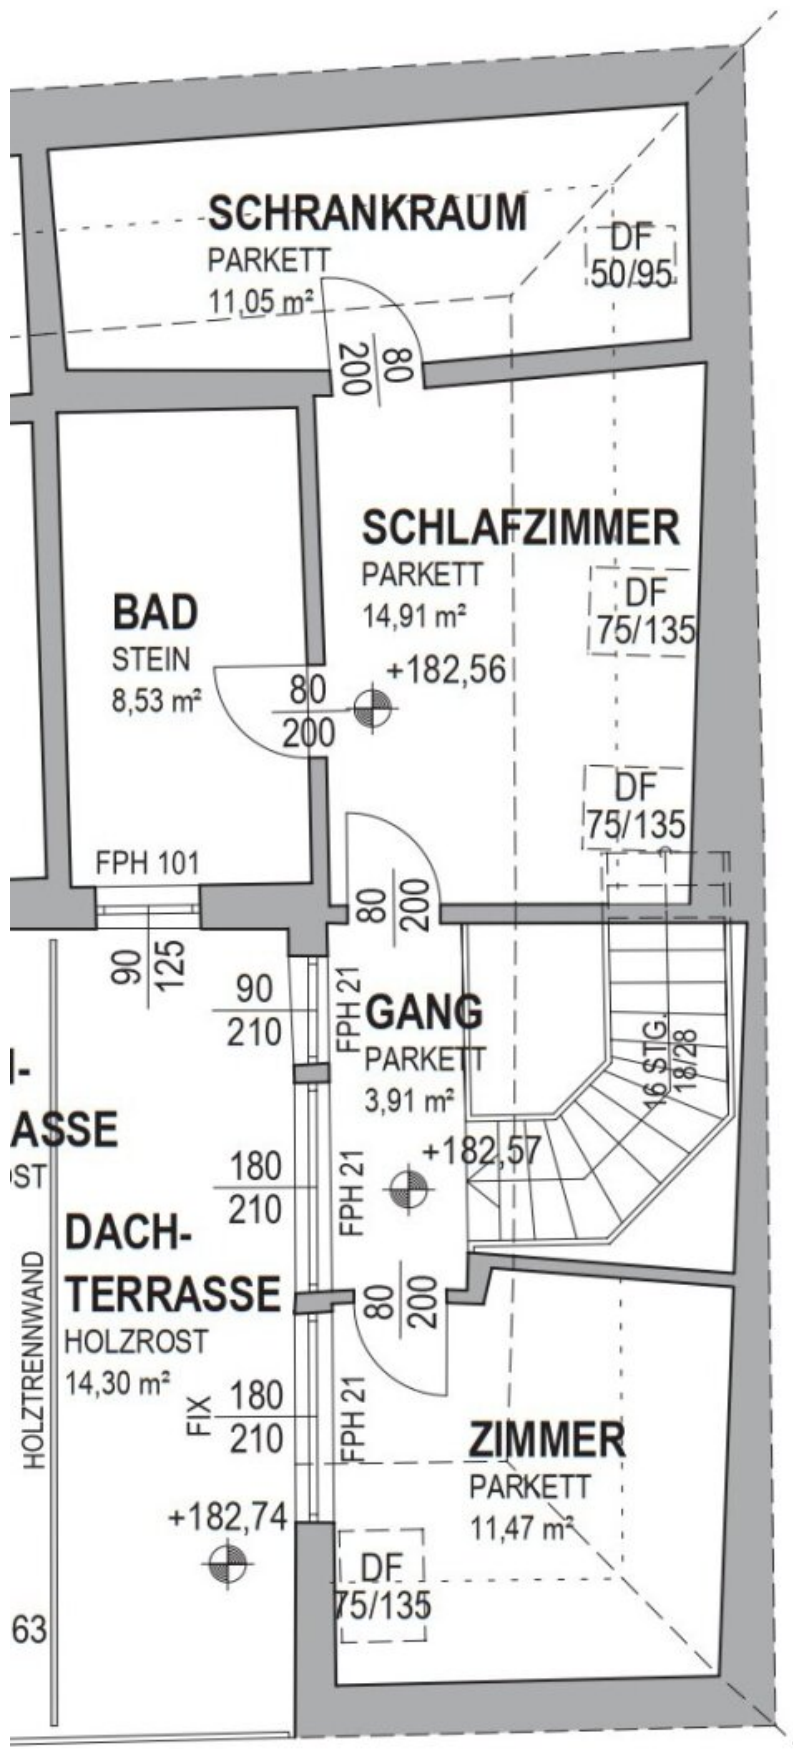 SCHRANKRAUM
PARKETT
11,05 m²
DF
50/95
80
200
SCHLAFZIMMER
PARKETT
14,91 m²
+182,56
DF
75/135
BAD
STEIN
8,53 m²
80
200
DF
75/135
FPH 101
90
125
80
200
90
210
FPH 21
GANG
PARKETT
3,91 m²
+182,57
16 STG.
18/28
ASSE
OST
180
210
FPH 21
DACH-
TERRASSE
HOLZROST
14,30 m²
HOLZTRENNWAND
80
200
FIX
180
210
FPH 21
ZIMMER
PARKETT
11,47 m²
+182,74
DF
75/135
63